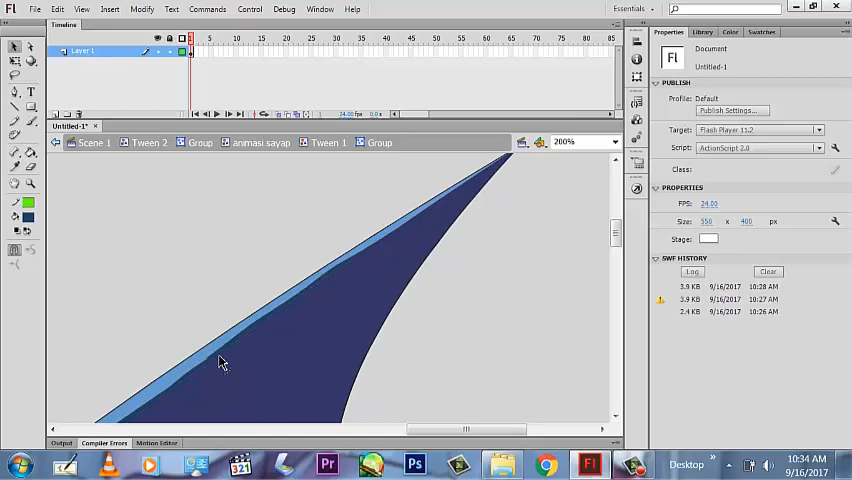 Fl File Edit View Insert Modify Text Commands Control Debug Window Help Essentials
Timeline
1 5 10 15 20 25 30 35 40 45 50 55 60 65 70 75 80 85
Layer 1
1 24.00 fps 0.0 s
Untitled-1* ×
Scene 1 Tween 2 Group animasi sayap Tween 1 Group 200%
Output Compiler Errors Motion Editor
Properties Library Color Swatches
Fl Document
Untitled-1
PUBLISH
Profile: Default
Publish Settings...
Target: Flash Player 11.2
Script: ActionScript 2.0
Class:
PROPERTIES
FPS: 24.00
Size: 550 x 400 px
Stage:
SWF HISTORY
Log Clear
3.9 KB 9/16/2017 10:28 AM
3.9 KB 9/16/2017 10:27 AM
2.4 KB 9/16/2017 10:26 AM
321 Pr Ps Fl Desktop » 10:34 AM
9/16/2017